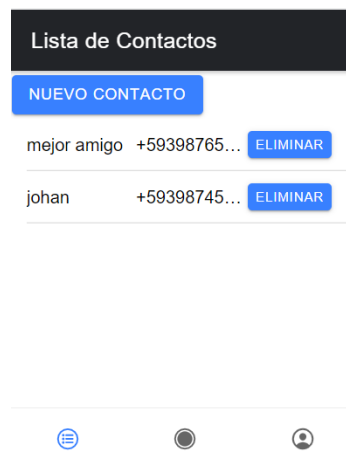 Lista de Contactos
NUEVO CONTACTO
mejor amigo +59398765... ELIMINAR
johan +59398745... ELIMINAR